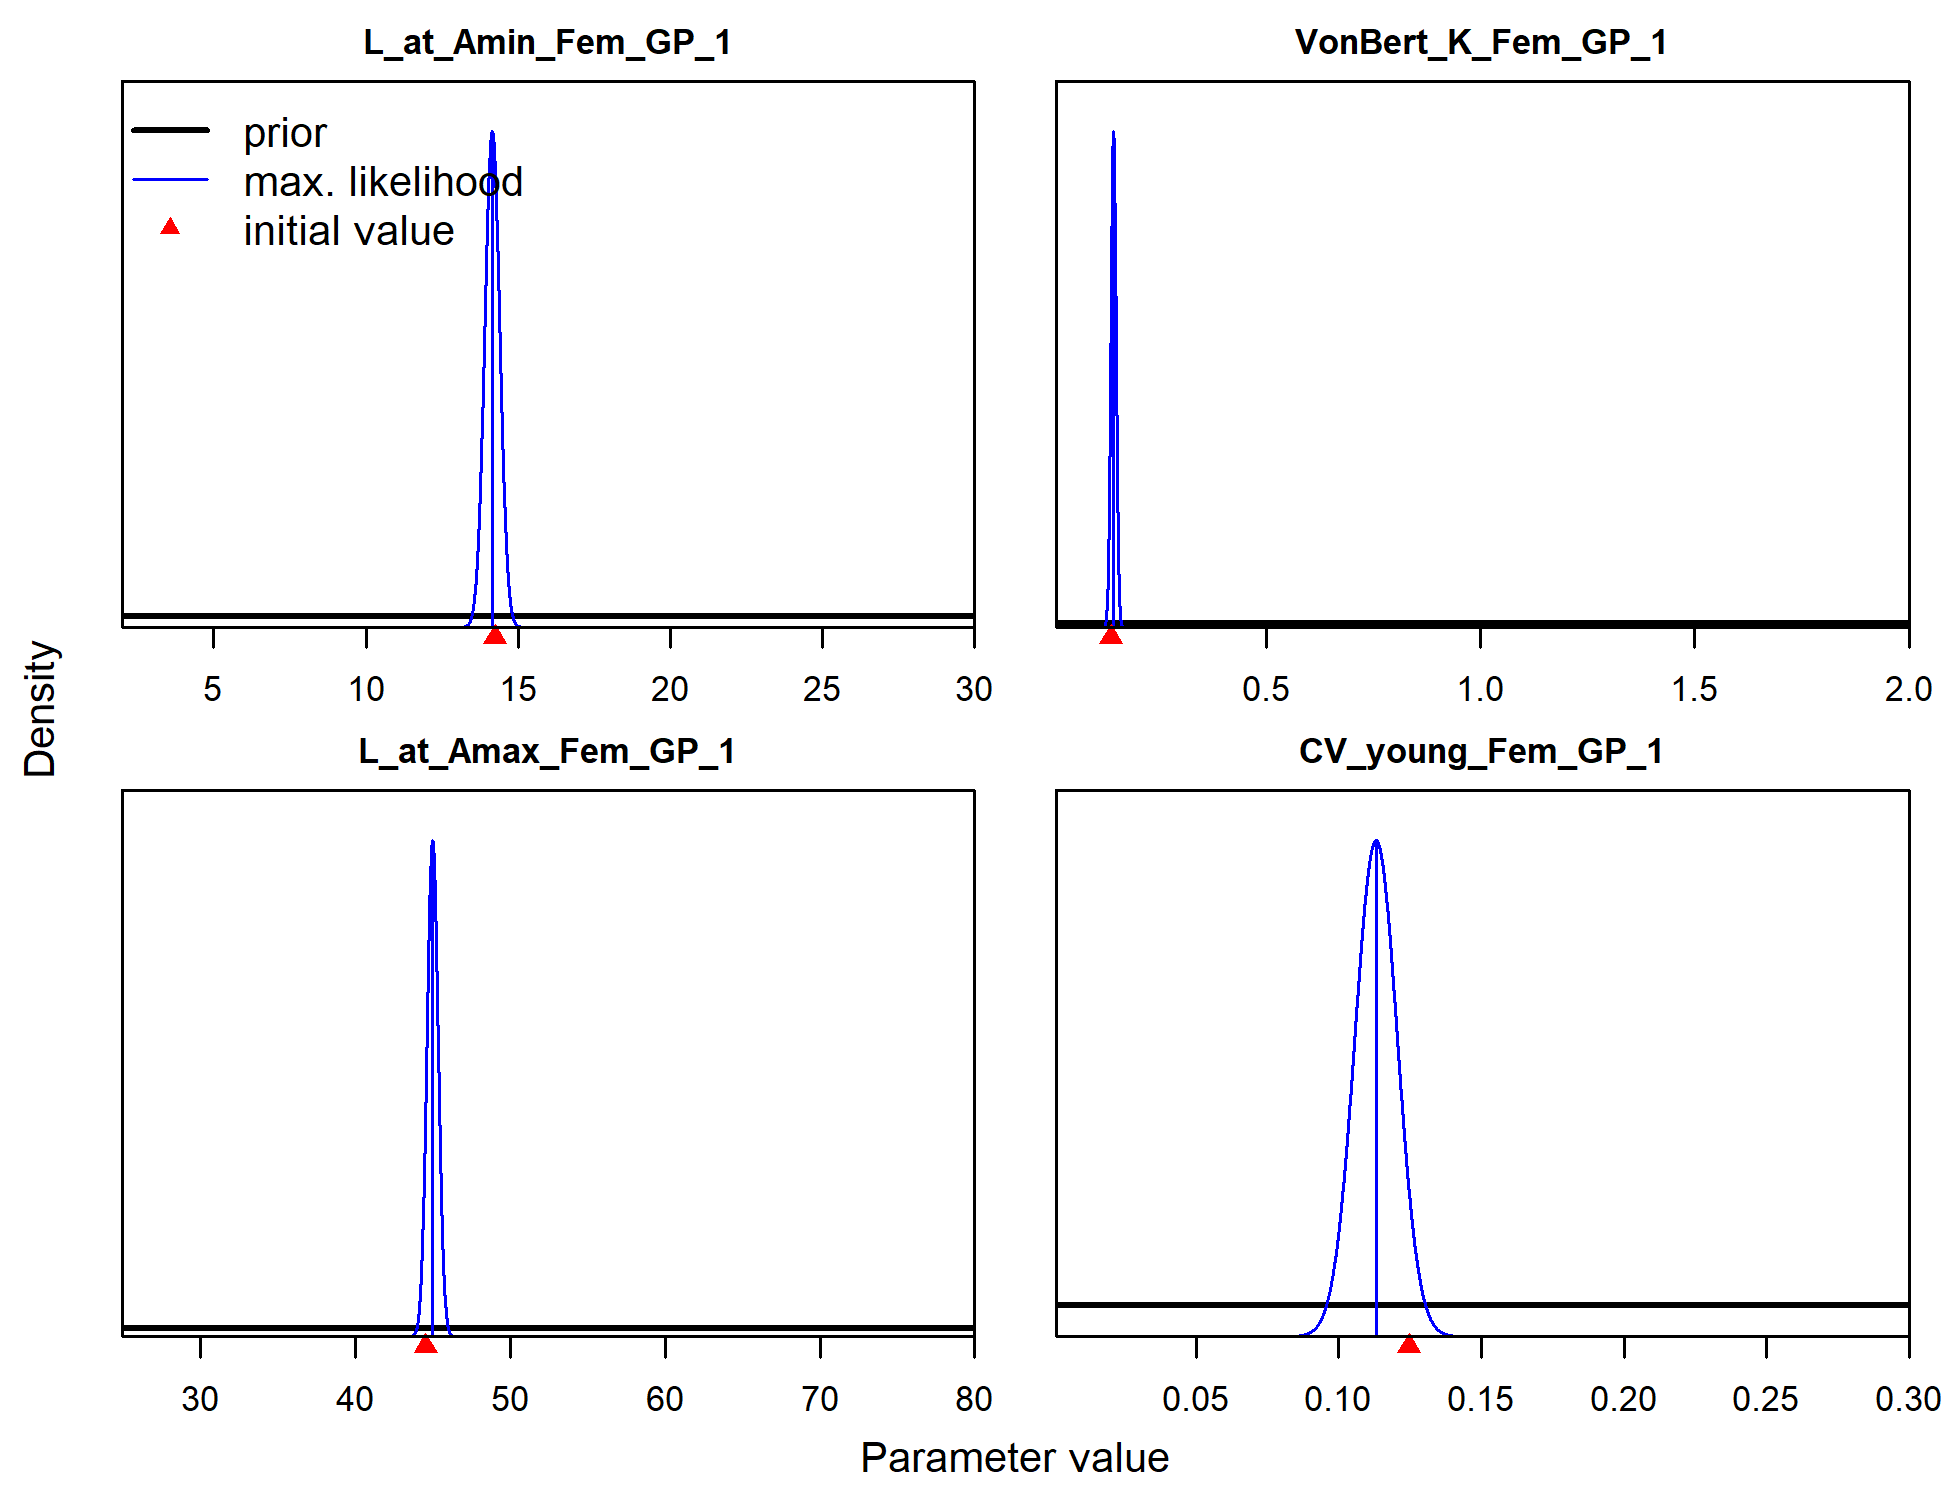 L_at_Amin_Fem_GP_1
VonBert_K_Fem_GP_1
prior
max. likelihood
initial value
5 10 15 20 25 30
0.5 1.0 1.5 2.0
Density
L_at_Amax_Fem_GP_1
CV_young_Fem_GP_1
30 40 50 60 70 80
0.05 0.10 0.15 0.20 0.25 0.30
Parameter value